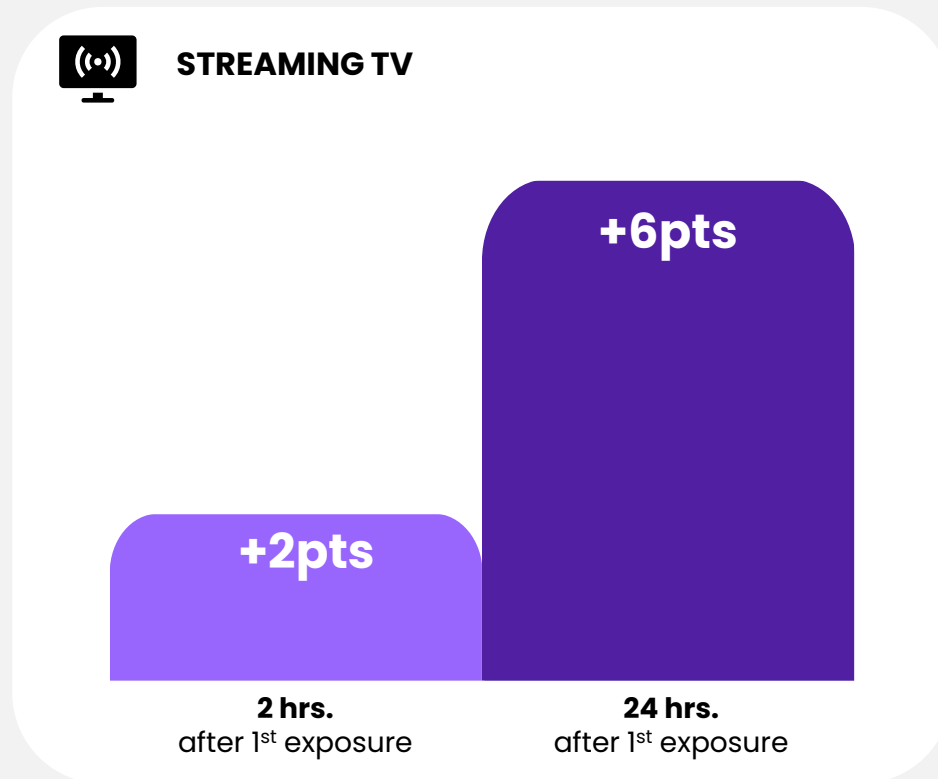 STREAMING TV
+6pts
+2pts
2 hrs.
after 1st exposure
24 hrs.
after 1st exposure